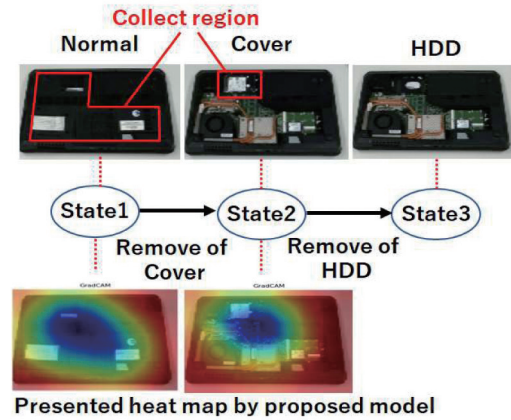 Collect region
Normal
Cover
HDD
State1
State2
State3
Remove of
Cover
Remove of
HDD
GradCAM
GradCAM
Presented heat map by proposed model